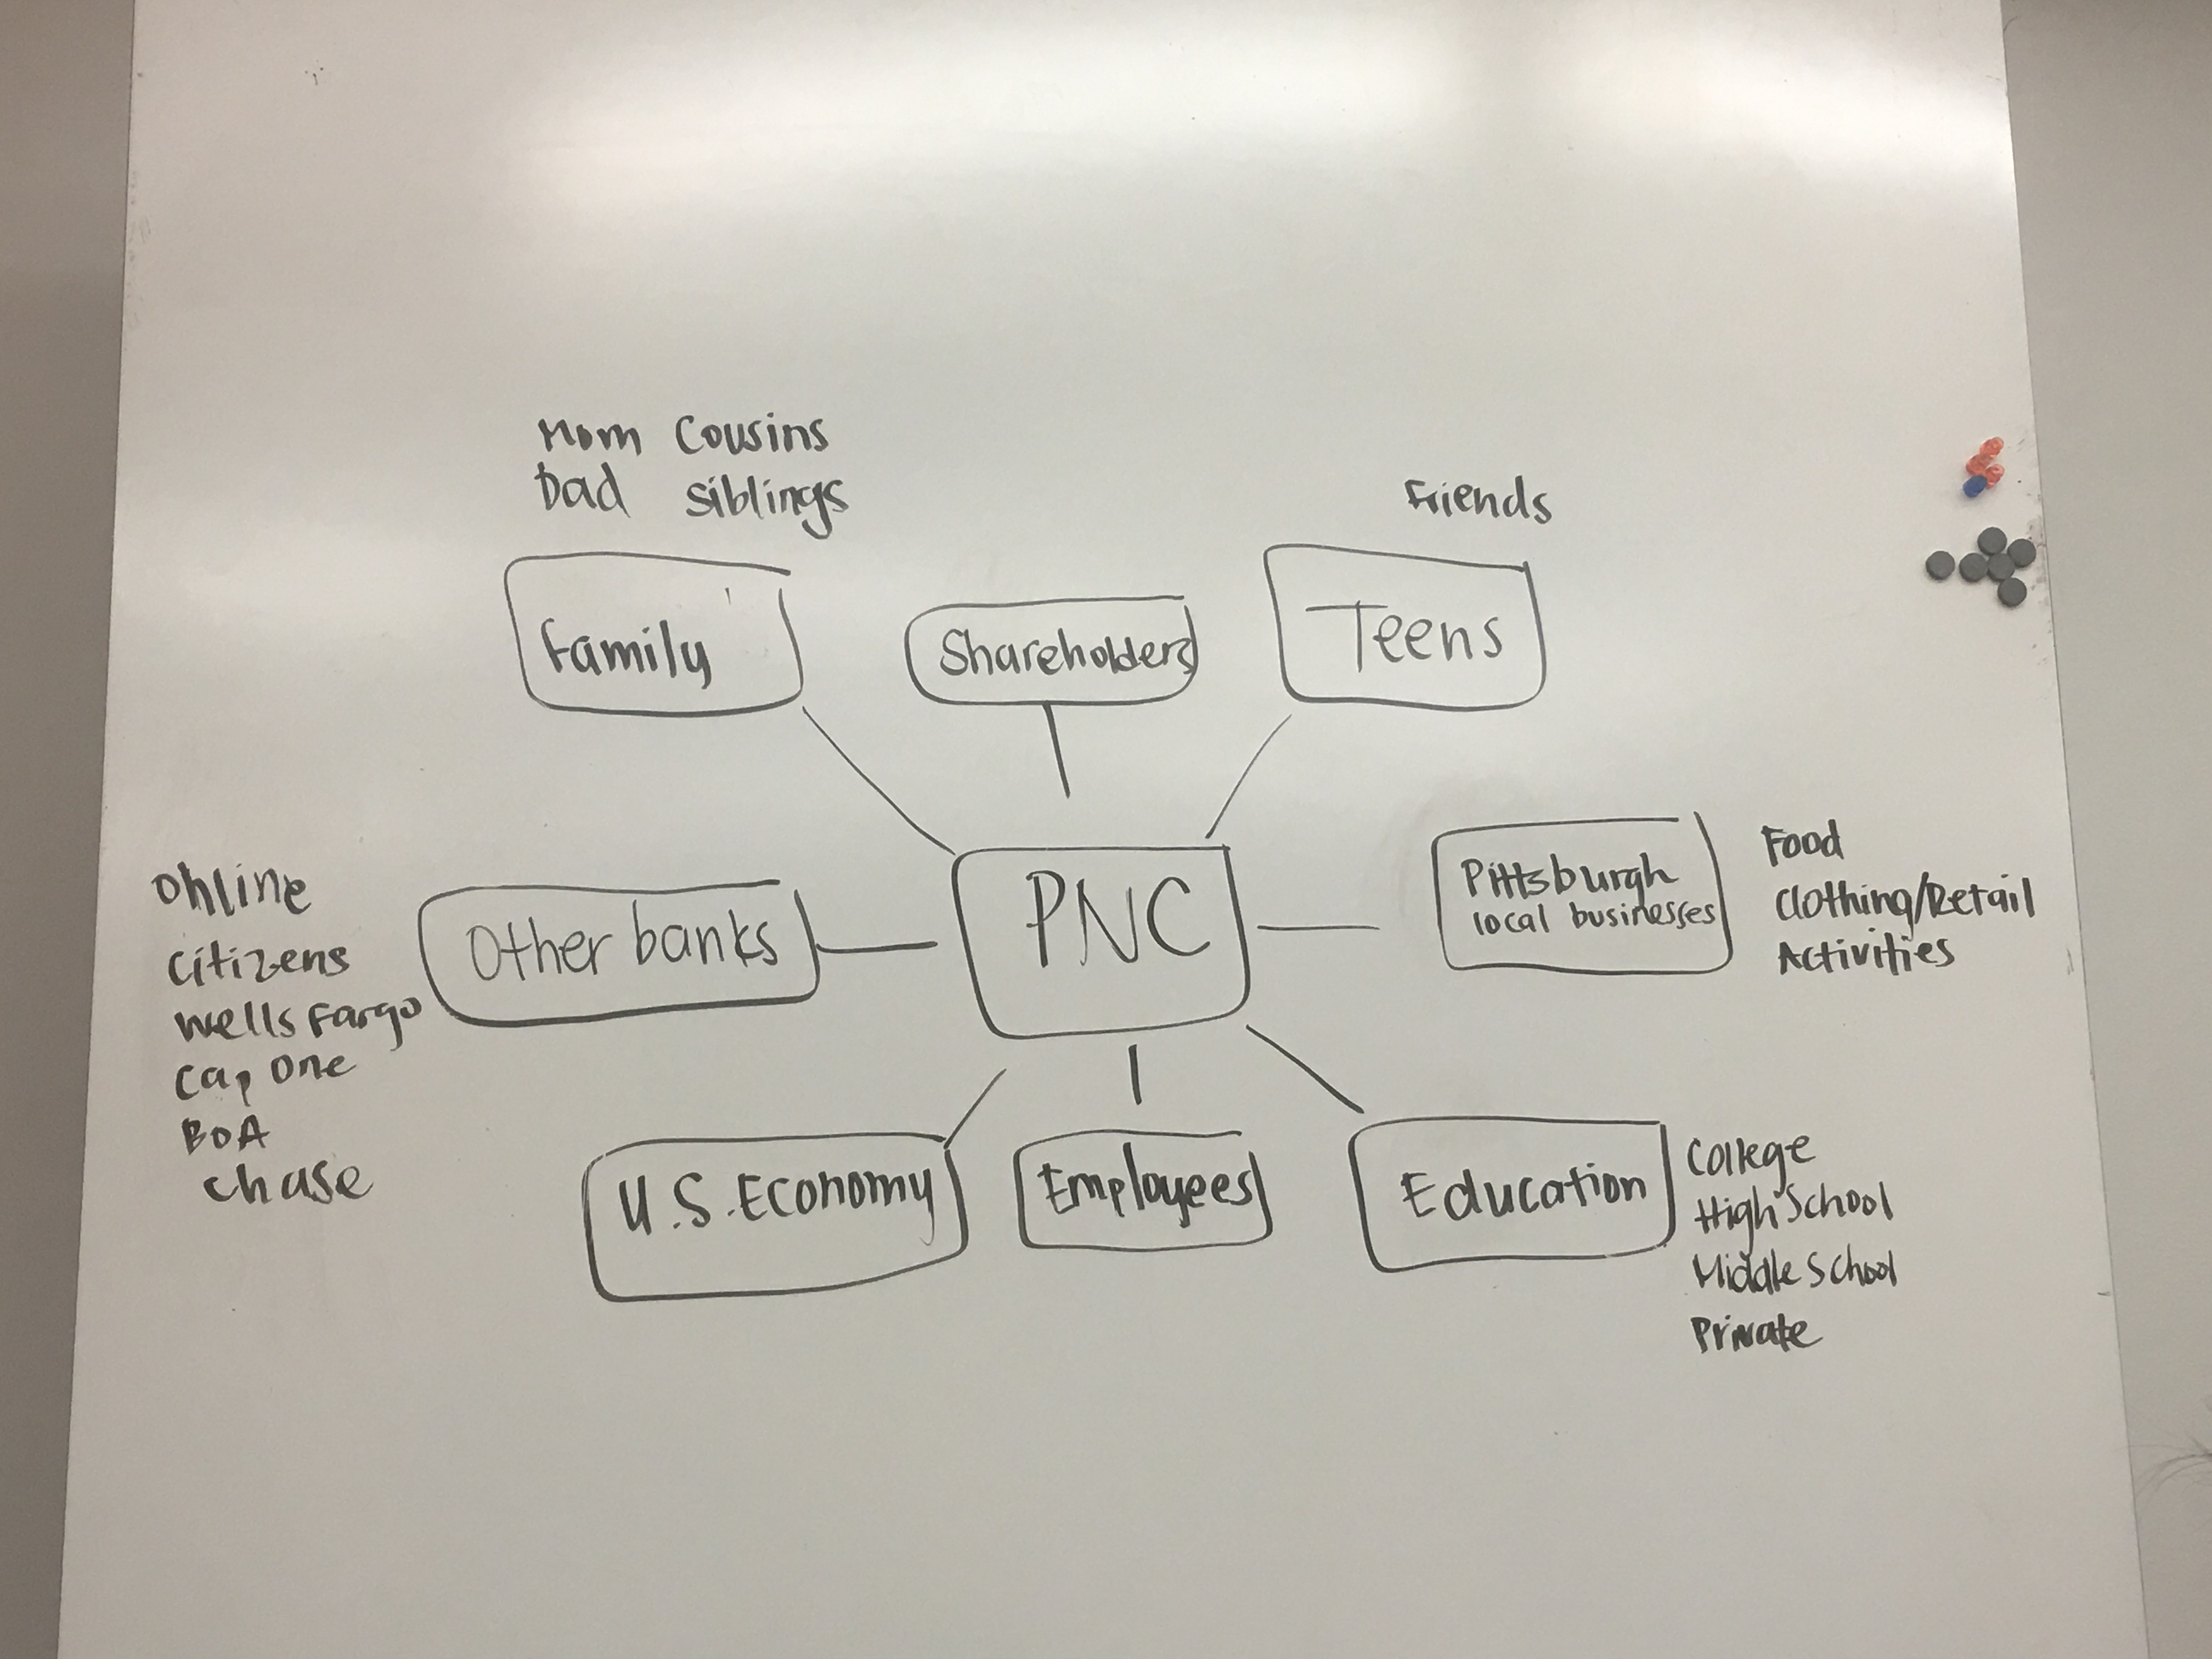 Mom Cousins
Dad siblings
Friends
Family
Shareholders
Teens
Online
Citizens
Wells Fargo
Cap One
BoA
Chase
Other banks
PNC
Pittsburgh
local businesses
Food
Clothing/Retail
Activities
U.S. Economy
Employees
Education
College
High School
Middle School
Private